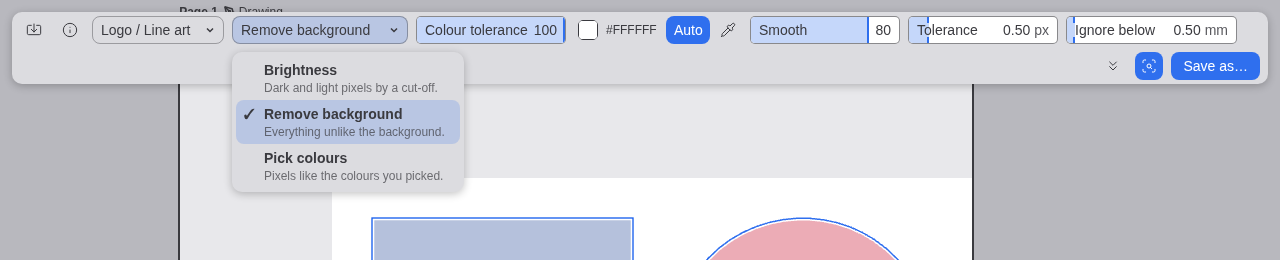 Page 1 Drawing
Logo / Line art Remove background Colour tolerance 100 #FFFFFF Auto Smooth 80 Tolerance 0.50 px Ignore below 0.50 mm
Save as…
Brightness
Dark and light pixels by a cut-off.
✓ Remove background
Everything unlike the background.
Pick colours
Pixels like the colours you picked.